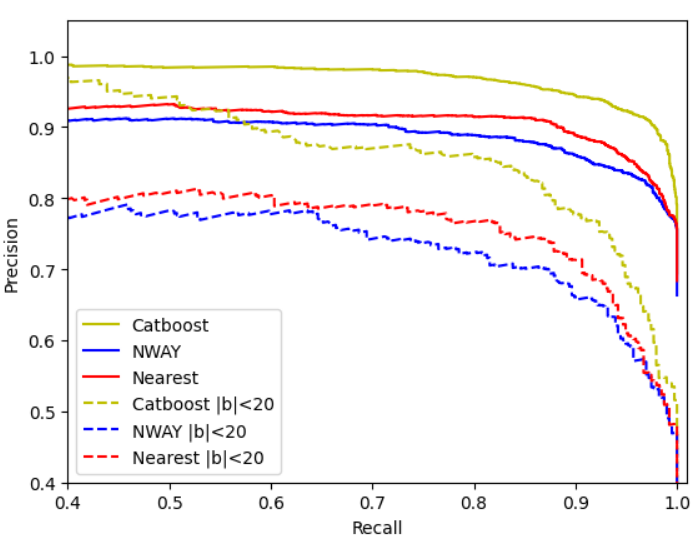 1.0
0.9
0.8
0.7
0.6
0.5
0.4
Precision
Catboost
NWAY
Nearest
Catboost |b|<20
NWAY |b|<20
Nearest |b|<20
0.4 0.5 0.6 0.7 0.8 0.9 1.0
Recall